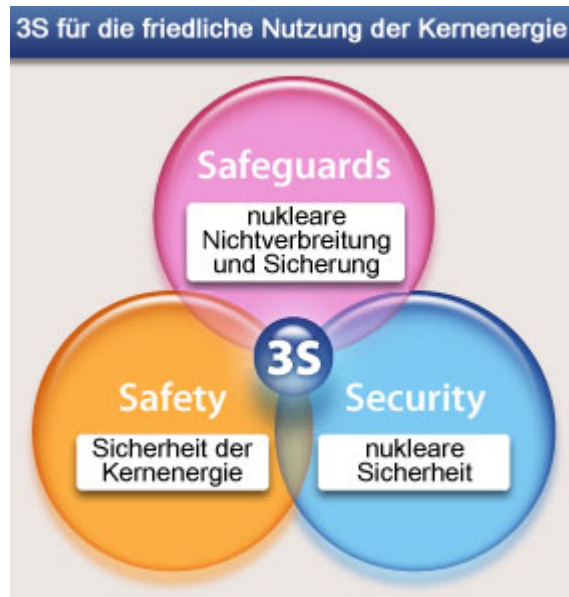 3S für die friedliche Nutzung der Kernenergie
Safeguards
nukleare
Nichtverbreitung
und Sicherung
3S
Safety
Sicherheit der
Kernenergie
Security
nukleare
Sicherheit